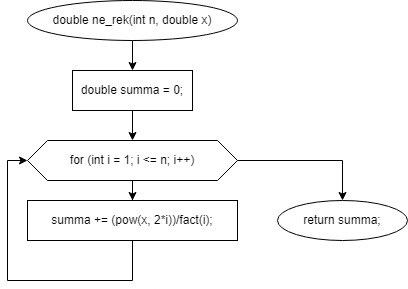 double ne_rek(int n, double x)
double summa = 0;
for (int i = 1; i <= n; i++)
summa += (pow(x, 2*i))/fact(i);
return summa;